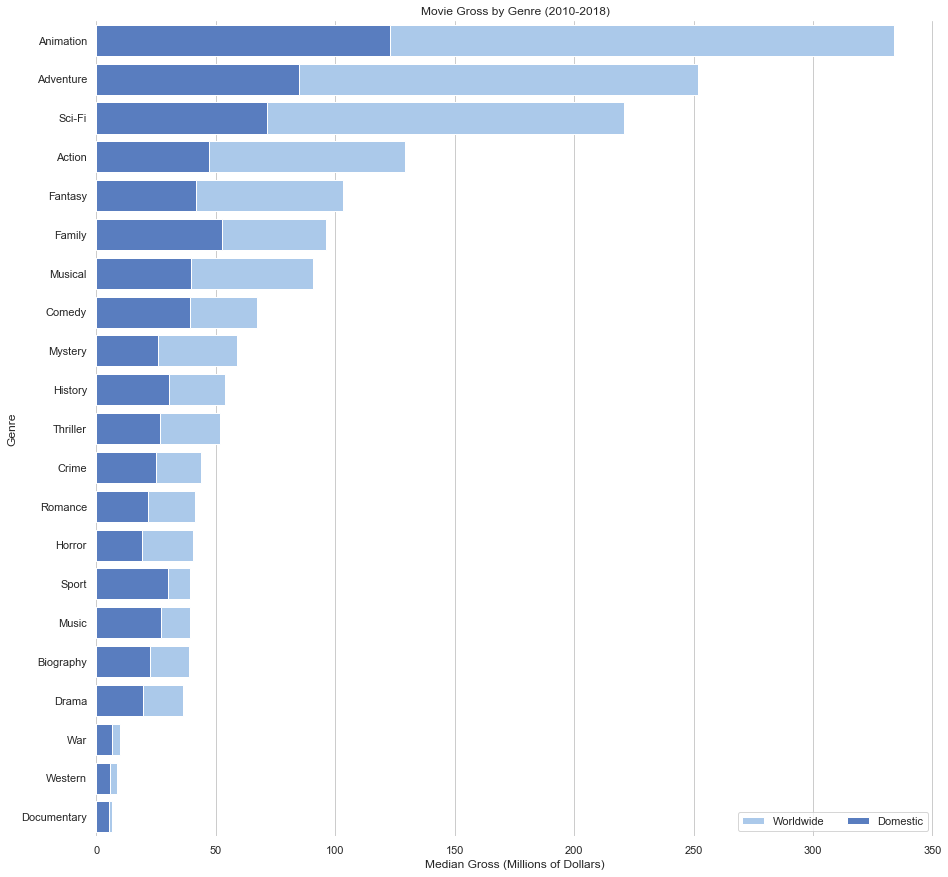 Movie Gross by Genre (2010-2018)
Animation
Adventure
Sci-Fi
Action
Fantasy
Family
Musical
Comedy
Mystery
History
Thriller
Crime
Romance
Horror
Sport
Music
Biography
Drama
War
Western
Documentary
Genre
Worldwide Domestic
0 50 100 150 200 250 300 350
Median Gross (Millions of Dollars)